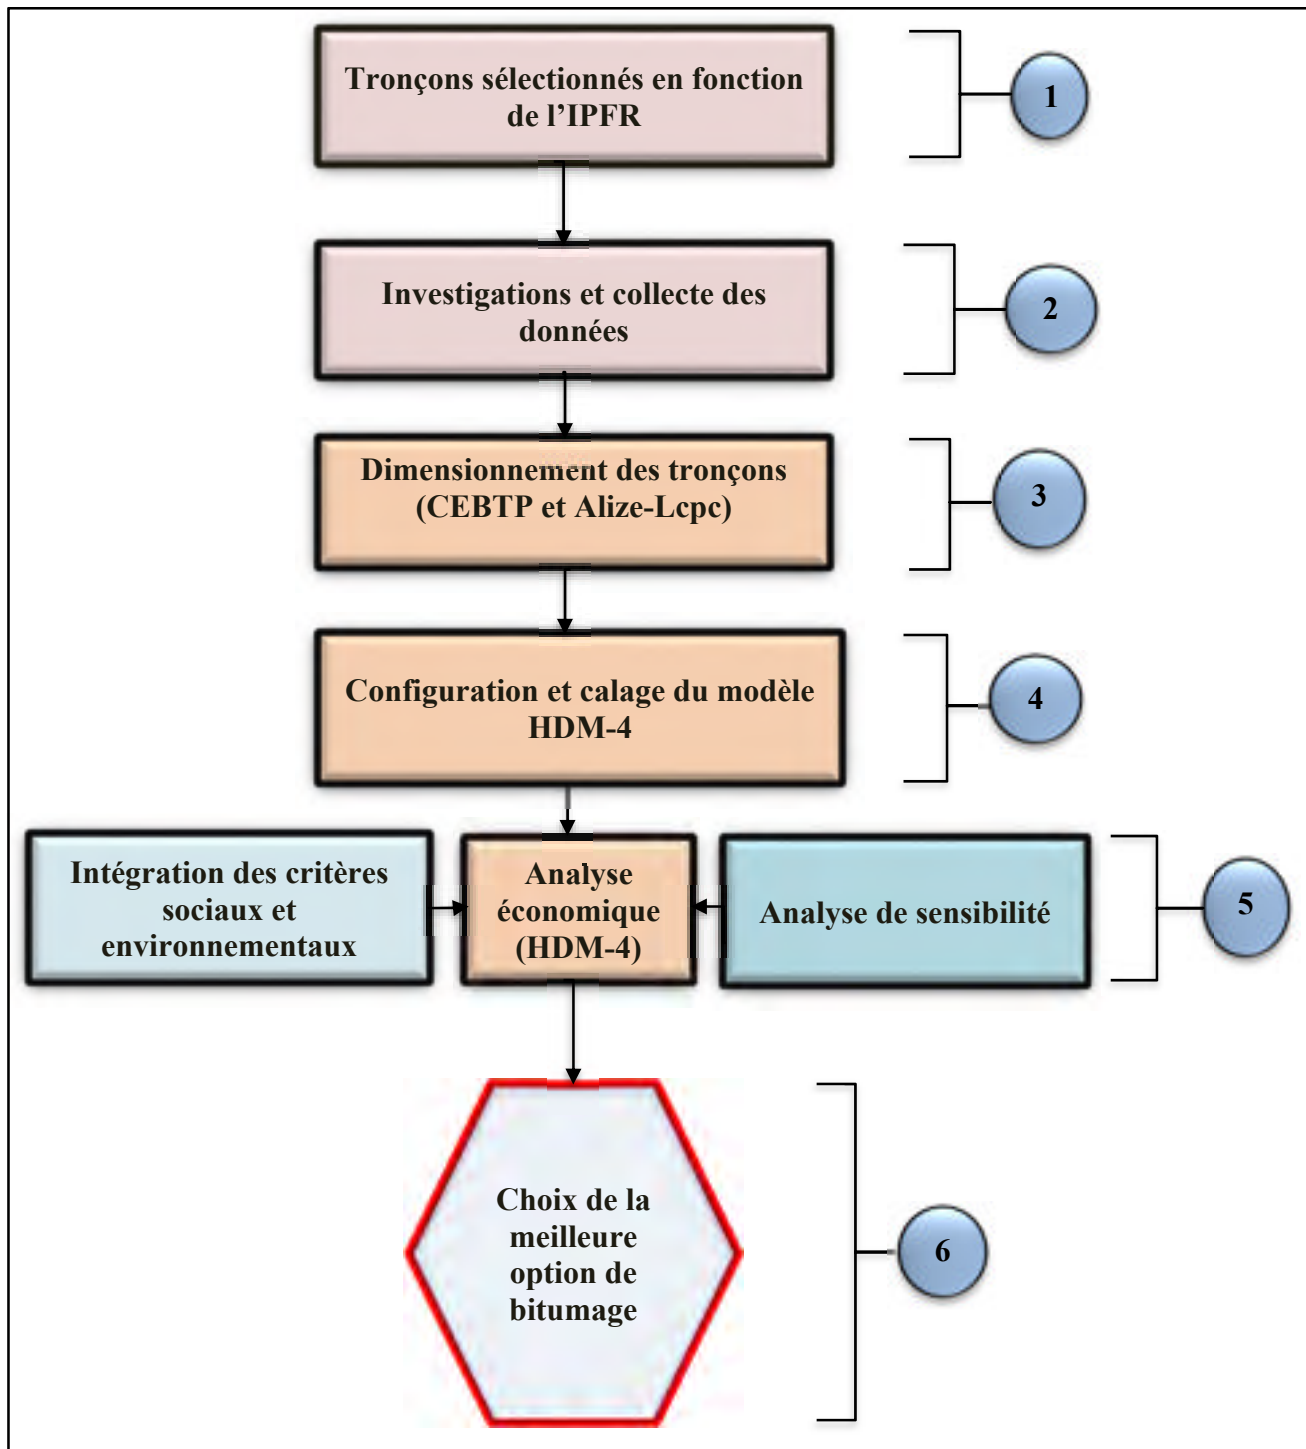 Tronçons sélectionnés en fonction
de l’IPFR
1
Investigations et collecte des
données
2
Dimensionnement des tronçons
(CEBTP et Alize-Lcpc)
3
Configuration et calage du modèle
HDM-4
4
Intégration des critères
sociaux et
environnementaux
Analyse
économique
(HDM-4)
Analyse de sensibilité
5
Choix de la
meilleure
option de
bitumage
6